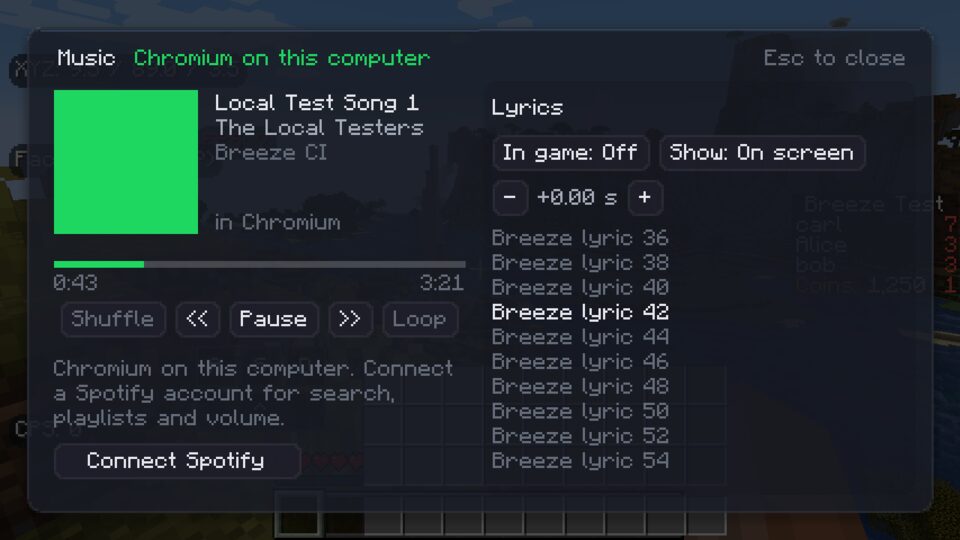 Music Chromium on this computer
Esc to close
Local Test Song 1
The Local Testers
Breeze CI
in Chromium
0:43
3:21
Shuffle
<<
Pause
>>
Loop
Chromium on this computer. Connect
a Spotify account for search,
playlists and volume.
Connect Spotify
Lyrics
In game: Off
Show: On screen
- +0.00 s +
Breeze lyric 36
Breeze lyric 38
Breeze lyric 40
Breeze lyric 42
Breeze lyric 44
Breeze lyric 46
Breeze lyric 48
Breeze lyric 50
Breeze lyric 52
Breeze lyric 54
Breeze Test
carl 7
Alice 3
bob 3
Coins: 1,250 1